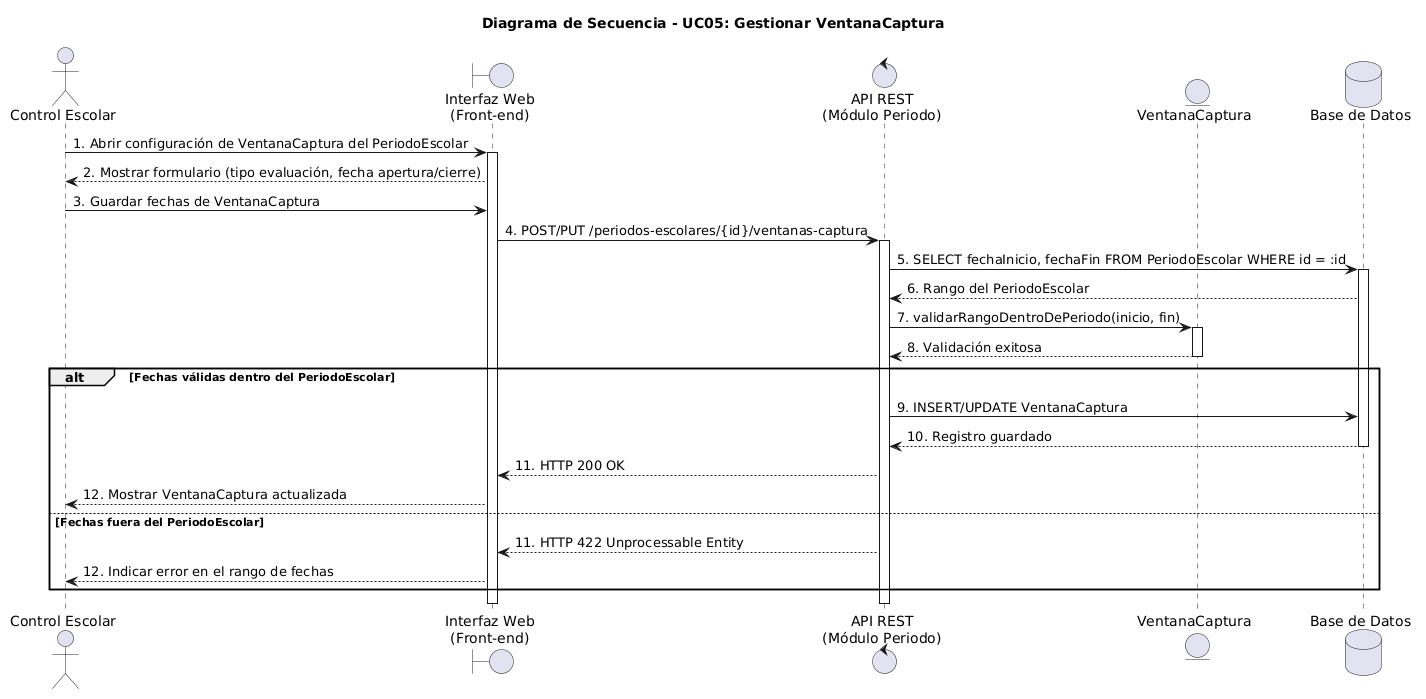 Diagrama de Secuencia - UC05: Gestionar VentanaCaptura
Control Escolar
Interfaz Web
(Front-end)
API REST
(Módulo Periodo)
VentanaCaptura
Base de Datos
1. Abrir configuración de VentanaCaptura del PeriodoEscolar
2. Mostrar formulario (tipo evaluación, fecha apertura/cierre)
3. Guardar fechas de VentanaCaptura
4. POST/PUT /periodos-escolares/{id}/ventanas-captura
5. SELECT fechaInicio, fechaFin FROM PeriodoEscolar WHERE id = :id
6. Rango del PeriodoEscolar
7. validarRangoDentroDePeriodo(inicio, fin)
8. Validación exitosa
alt [Fechas válidas dentro del PeriodoEscolar]
9. INSERT/UPDATE VentanaCaptura
10. Registro guardado
11. HTTP 200 OK
12. Mostrar VentanaCaptura actualizada
[Fechas fuera del PeriodoEscolar]
11. HTTP 422 Unprocessable Entity
12. Indicar error en el rango de fechas
Control Escolar
Interfaz Web
(Front-end)
API REST
(Módulo Periodo)
VentanaCaptura
Base de Datos